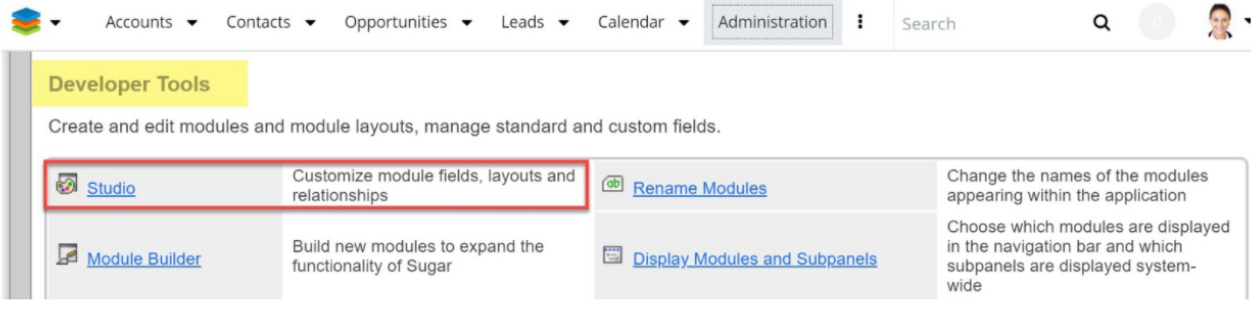 Accounts Contacts Opportunities Leads Calendar Administration Search 0
Developer Tools
Create and edit modules and module layouts, manage standard and custom fields.
Studio
Customize module fields, layouts and
relationships
ab
Rename Modules
Change the names of the modules
appearing within the application
Module Builder
Build new modules to expand the
functionality of Sugar
Display Modules and Subpanels
Choose which modules are displayed
in the navigation bar and which
subpanels are displayed system-
wide